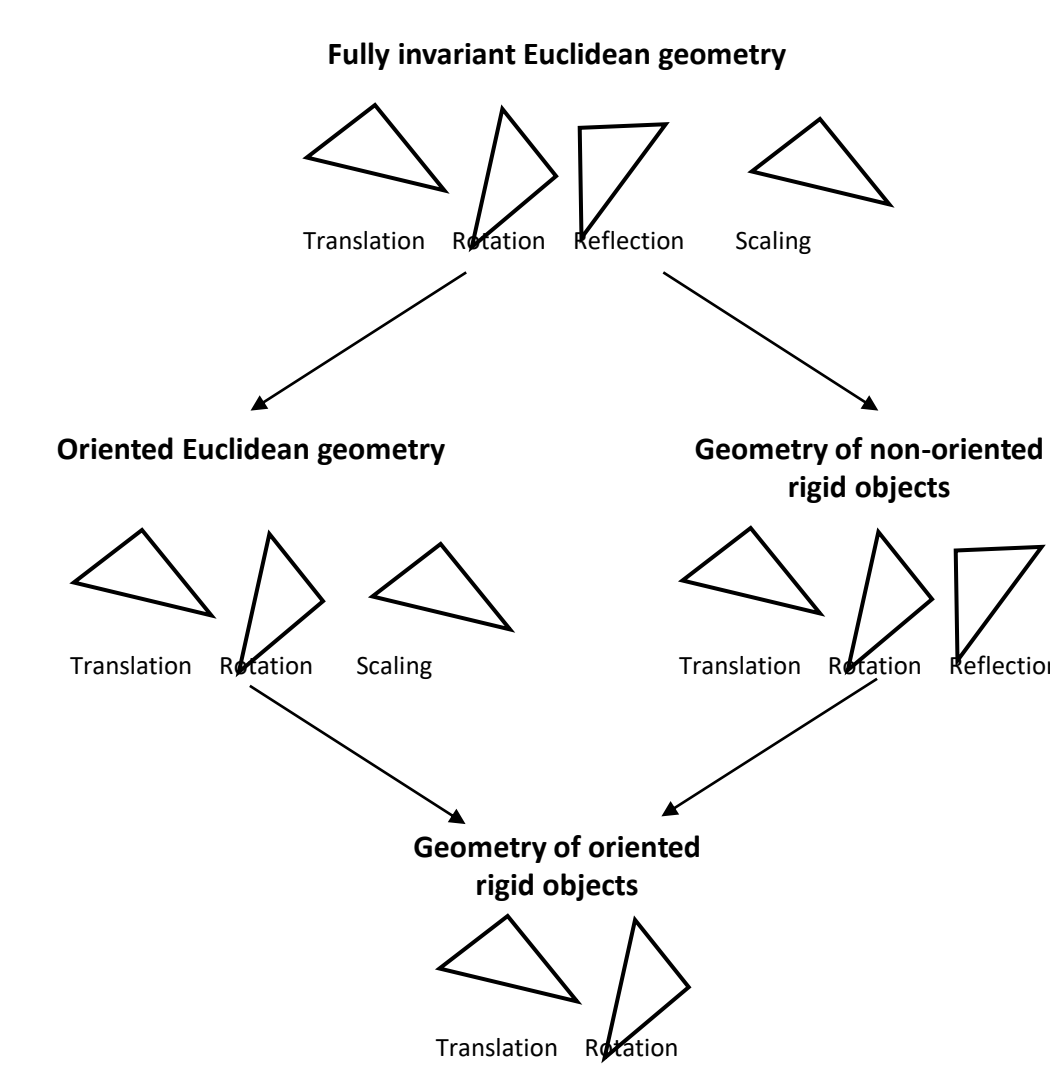 Fully invariant Euclidean geometry
Translation Rotation Reflection Scaling
Oriented Euclidean geometry
Translation Rotation Scaling
Geometry of non-oriented
rigid objects
Translation Rotation Reflection
Geometry of oriented
rigid objects
Translation Rotation